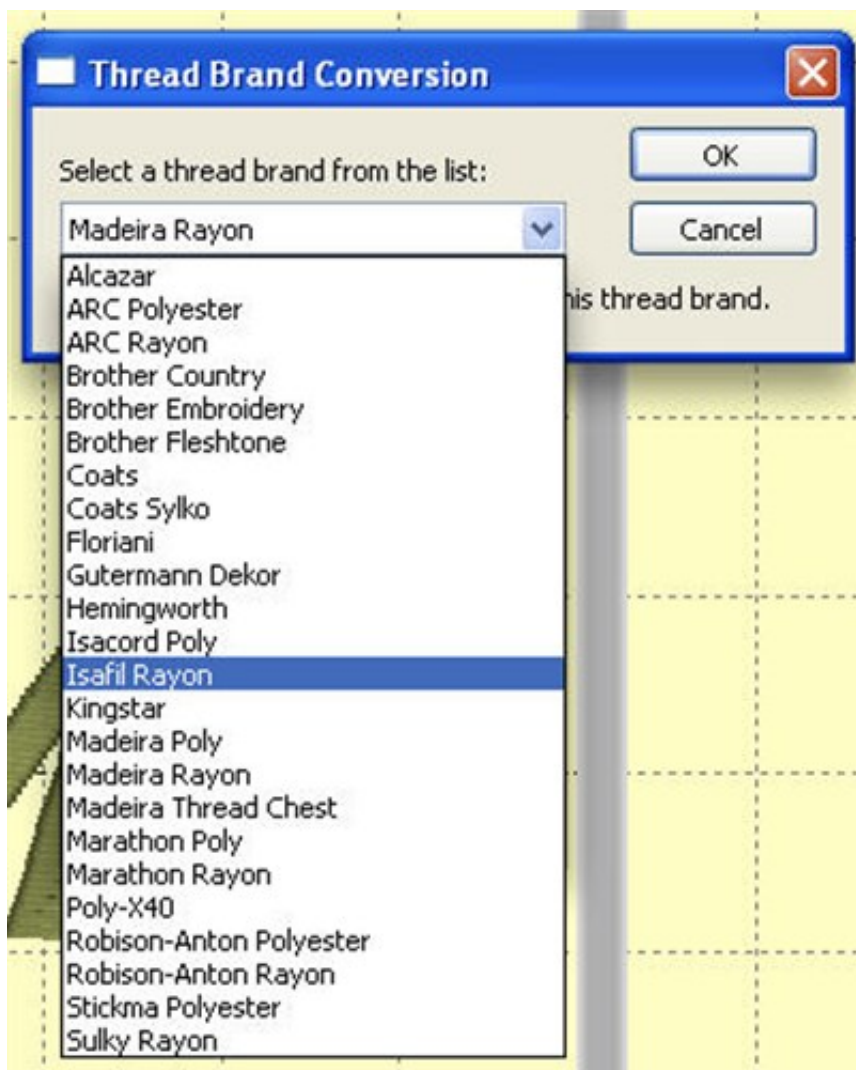 Thread Brand Conversion
Select a thread brand from the list:
OK
Madeira Rayon
Cancel
this thread brand.
Alcazar
ARC Polyester
ARC Rayon
Brother Country
Brother Embroidery
Brother Fleshtone
Coats
Coats Sylko
Floriani
Gutermann Dekor
Hemingworth
Isacord Poly
Isafil Rayon
Kingstar
Madeira Poly
Madeira Rayon
Madeira Thread Chest
Marathon Poly
Marathon Rayon
Poly-X40
Robison-Anton Polyester
Robison-Anton Rayon
Stickma Polyester
Sulky Rayon